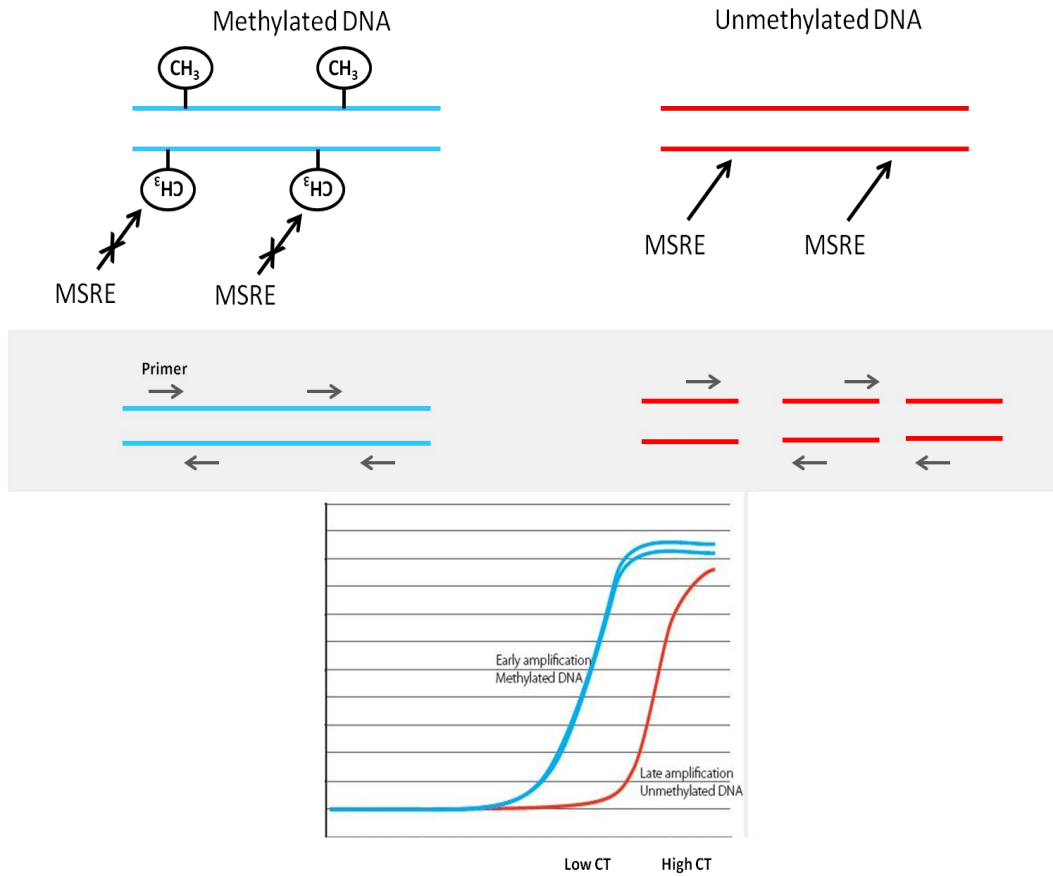 Methylated DNA
Unmethylated DNA
CH₃
CH₃
CH₃
CH₃
MSRE
MSRE
MSRE
MSRE
Primer
Early amplification
Methylated DNA
Late amplification
Unmethylated DNA
Low CT
High CT